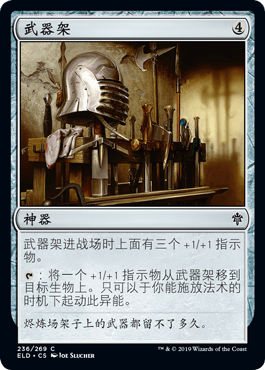 武器架 4
神器
武器架进战场时上面有三个 +1/+1 指示
物。
：将一个 +1/+1 指示物从武器架移到
目标生物上。只可以于你能施放法术的
时机下起动此异能。
烬炼场架子上的武器都留不了多久。
236/269 C
ELD • CS JOE SLUCHER
™ & © 2019 Wizards of the Coast